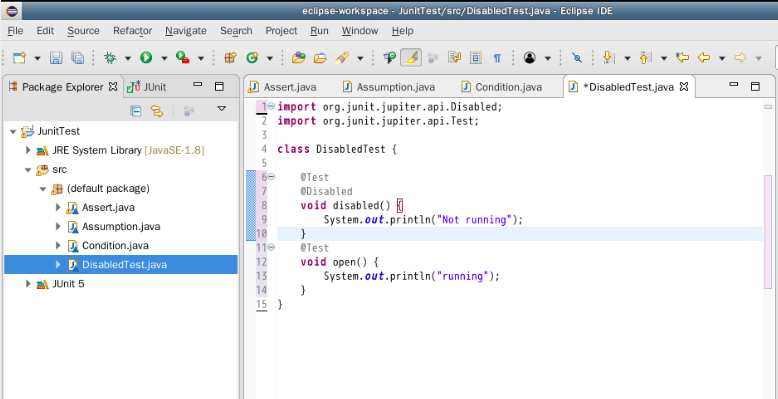 eclipse-workspace - JunitTest/src/DisabledTest.java - Eclipse IDE
File Edit Source Refactor Navigate Search Project Run Window Help
Package Explorer JUnit
JunitTest
JRE System Library [JavaSE-1.8]
src
(default package)
Assert.java
Assumption.java
Condition.java
DisabledTest.java
JUnit 5
Assert.java Assumption.java Condition.java *DisabledTest.java
1 import org.junit.jupiter.api.Disabled;
2 import org.junit.jupiter.api.Test;
3
4 class DisabledTest {
5
6 @Test
7 @Disabled
8 void disabled() {
9 System.out.println("Not running");
10 }
11 @Test
12 void open() {
13 System.out.println("running");
14 }
15 }